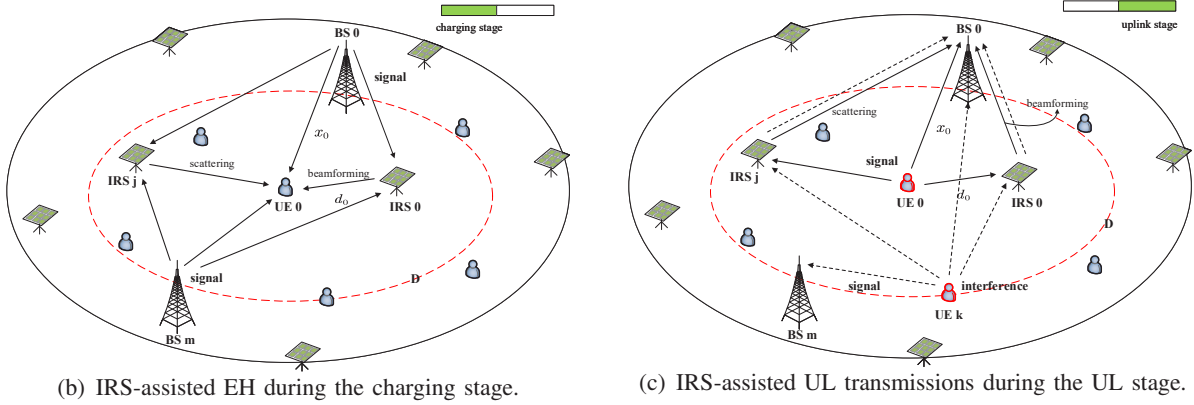 charging stage
BS 0
signal
x₀
scattering
IRS j
beamforming
UE 0
IRS 0
d₀
signal
D
BS m
(b) IRS-assisted EH during the charging stage.
uplink stage
BS 0
beamforming
scattering
x₀
signal
IRS j
UE 0
d₀
IRS 0
D
signal
interference
UE k
BS m
(c) IRS-assisted UL transmissions during the UL stage.